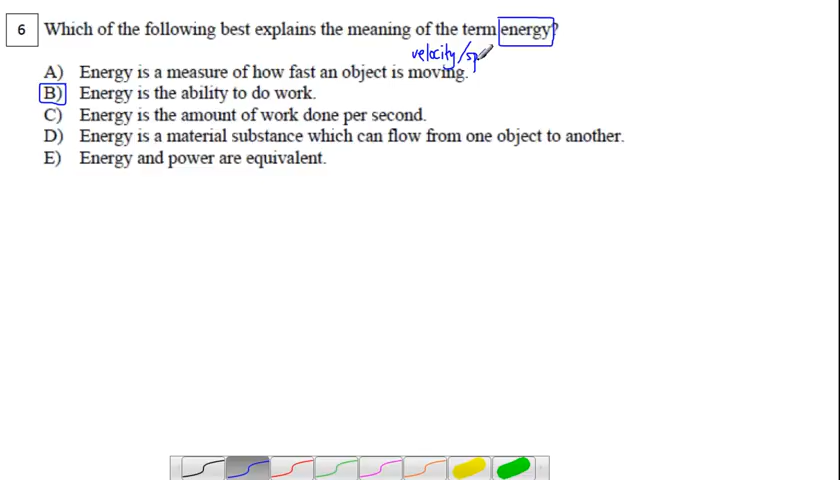 6 Which of the following best explains the meaning of the term energy?
velocity/sp
A) Energy is a measure of how fast an object is moving.
B) Energy is the ability to do work.
C) Energy is the amount of work done per second.
D) Energy is a material substance which can flow from one object to another.
E) Energy and power are equivalent.